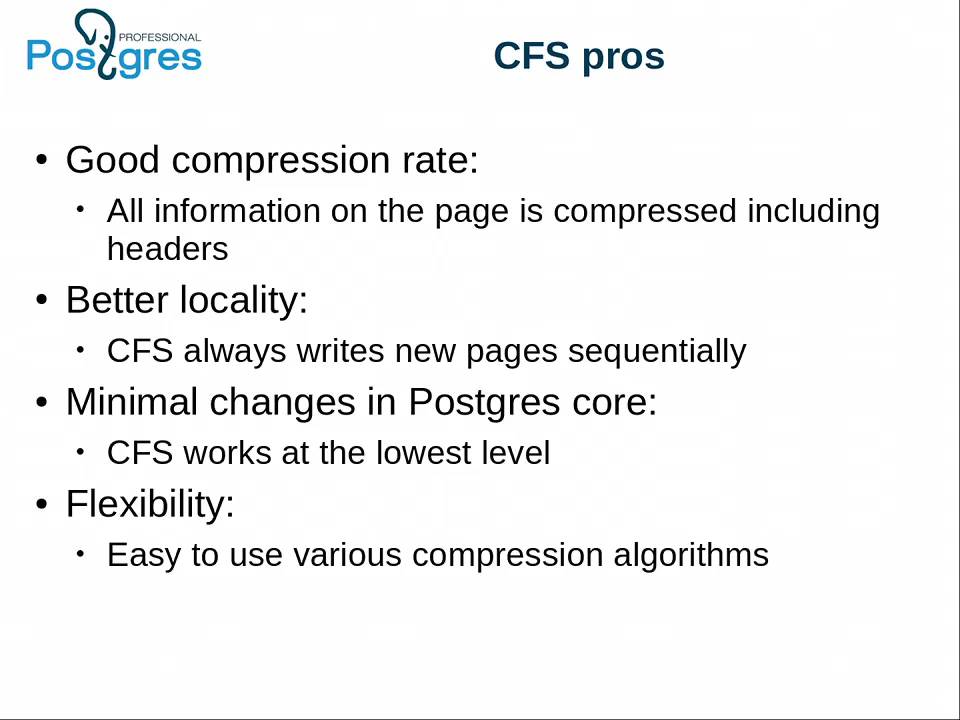 PROFESSIONAL
Postgres
CFS pros
• Good compression rate:
• All information on the page is compressed including
headers
• Better locality:
• CFS always writes new pages sequentially
• Minimal changes in Postgres core:
• CFS works at the lowest level
• Flexibility:
• Easy to use various compression algorithms